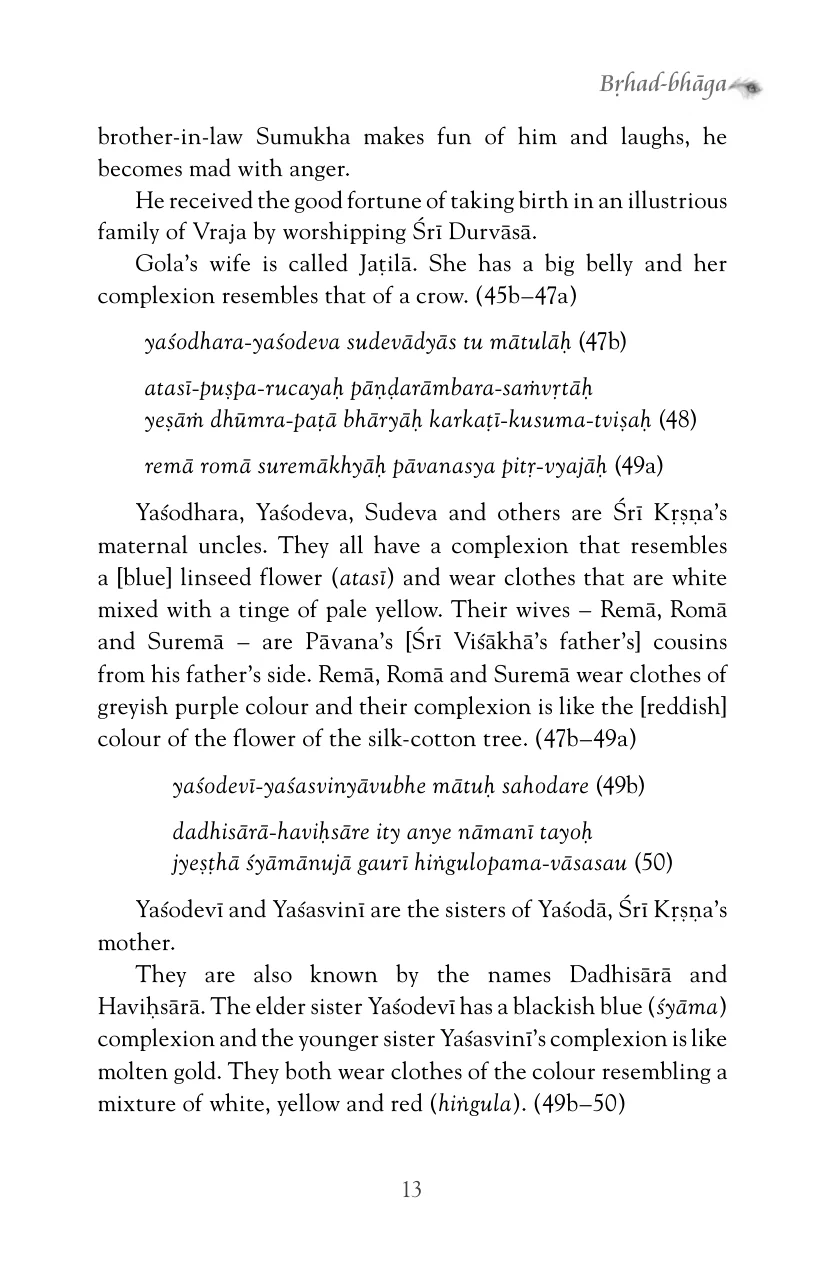 Bṛhad-bhāga
brother-in-law Sumukha makes fun of him and laughs, he
becomes mad with anger.
He received the good fortune of taking birth in an illustrious
family of Vraja by worshipping Śrī Durvāsā.
Gola’s wife is called Jaṭilā. She has a big belly and her
complexion resembles that of a crow. (45b–47a)
yaśodhara-yaśodeva sudevādyās tu mātulāḥ (47b)
atasī-puṣpa-rucayaḥ pāṇḍarāmbara-saṁvṛtāḥ
yeṣāṁ dhūmra-paṭā bhāryāḥ karkaṭī-kusuma-tviṣaḥ (48)
remā romā suremākhyāḥ pāvanasya pitṛ-vyajāḥ (49a)
Yaśodhara, Yaśodeva, Sudeva and others are Śrī Kṛṣṇa’s
maternal uncles. They all have a complexion that resembles
a [blue] linseed flower (atasī) and wear clothes that are white
mixed with a tinge of pale yellow. Their wives – Remā, Romā
and Suremā – are Pāvana’s [Śrī Viśākhā’s father’s] cousins
from his father’s side. Remā, Romā and Suremā wear clothes of
greyish purple colour and their complexion is like the [reddish]
colour of the flower of the silk-cotton tree. (47b–49a)
yaśodevī-yaśasvinyāvubhe mātuḥ sahodare (49b)
dadhisārā-haviḥsāre ity anye nāmanī tayoḥ
jyeṣṭhā śyāmānujā gaurī hiṅgulopama-vāsasau (50)
Yaśodevī and Yaśasvinī are the sisters of Yaśodā, Śrī Kṛṣṇa’s
mother.
They are also known by the names Dadhisārā and
Haviḥsārā. The elder sister Yaśodevī has a blackish blue (śyāma)
complexion and the younger sister Yaśasvinī’s complexion is like
molten gold. They both wear clothes of the colour resembling a
mixture of white, yellow and red (hiṅgula). (49b–50)
13